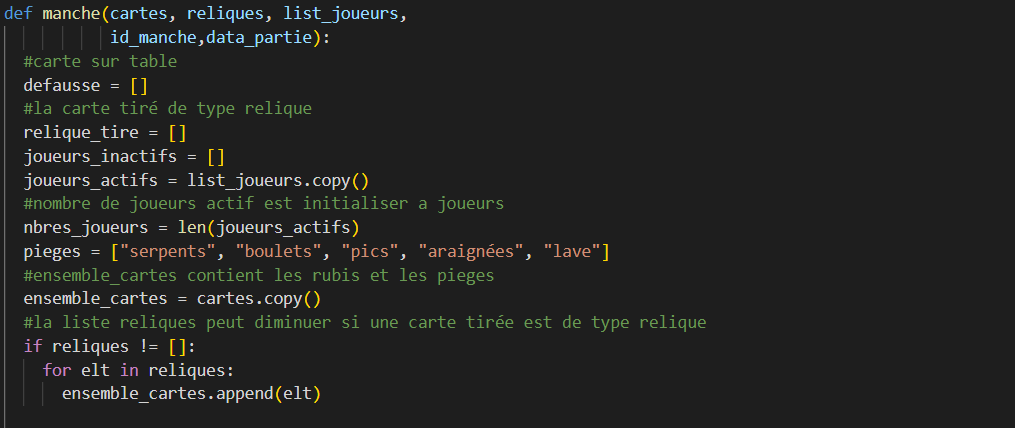 def manche(cartes, reliques, list_joueurs,
id_manche,data_partie):
#carte sur table
defausse = []
#la carte tiré de type relique
relique_tire = []
joueurs_inactifs = []
joueurs_actifs = list_joueurs.copy()
#nombre de joueurs actif est initialiser a joueurs
nbres_joueurs = len(joueurs_actifs)
pieges = ["serpents", "boulets", "pics", "araignées", "lave"]
#ensemble_cartes contient les rubis et les pieges
ensemble_cartes = cartes.copy()
#la liste reliques peut diminuer si une carte tirée est de type relique
if reliques != []:
for elt in reliques:
ensemble_cartes.append(elt)